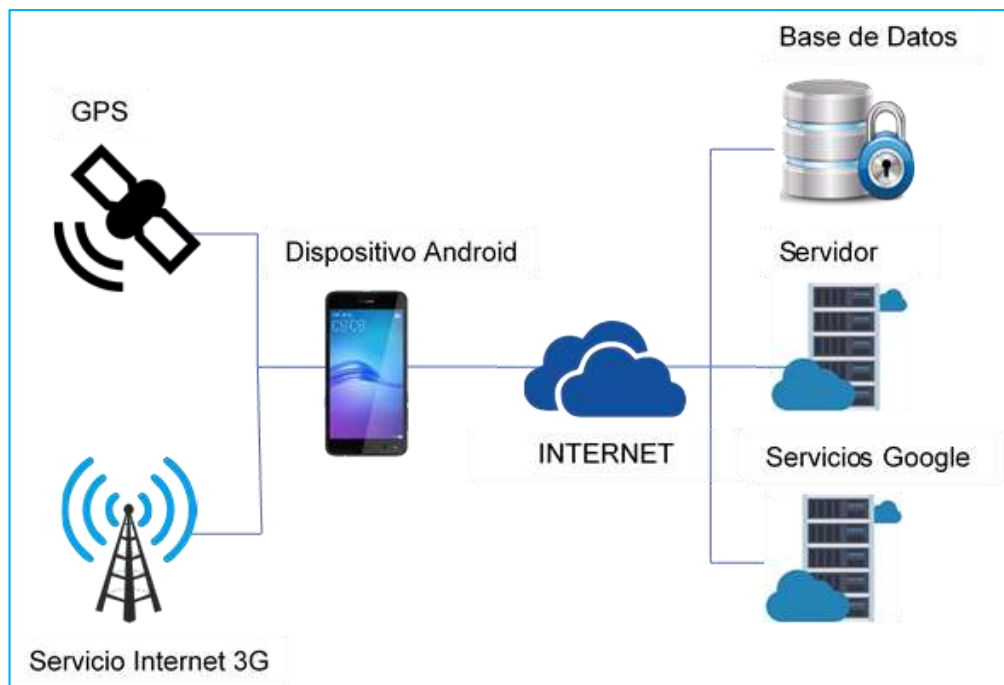 Base de Datos
GPS
Dispositivo Android
Servidor
INTERNET
Servicios Google
Servicio Internet 3G